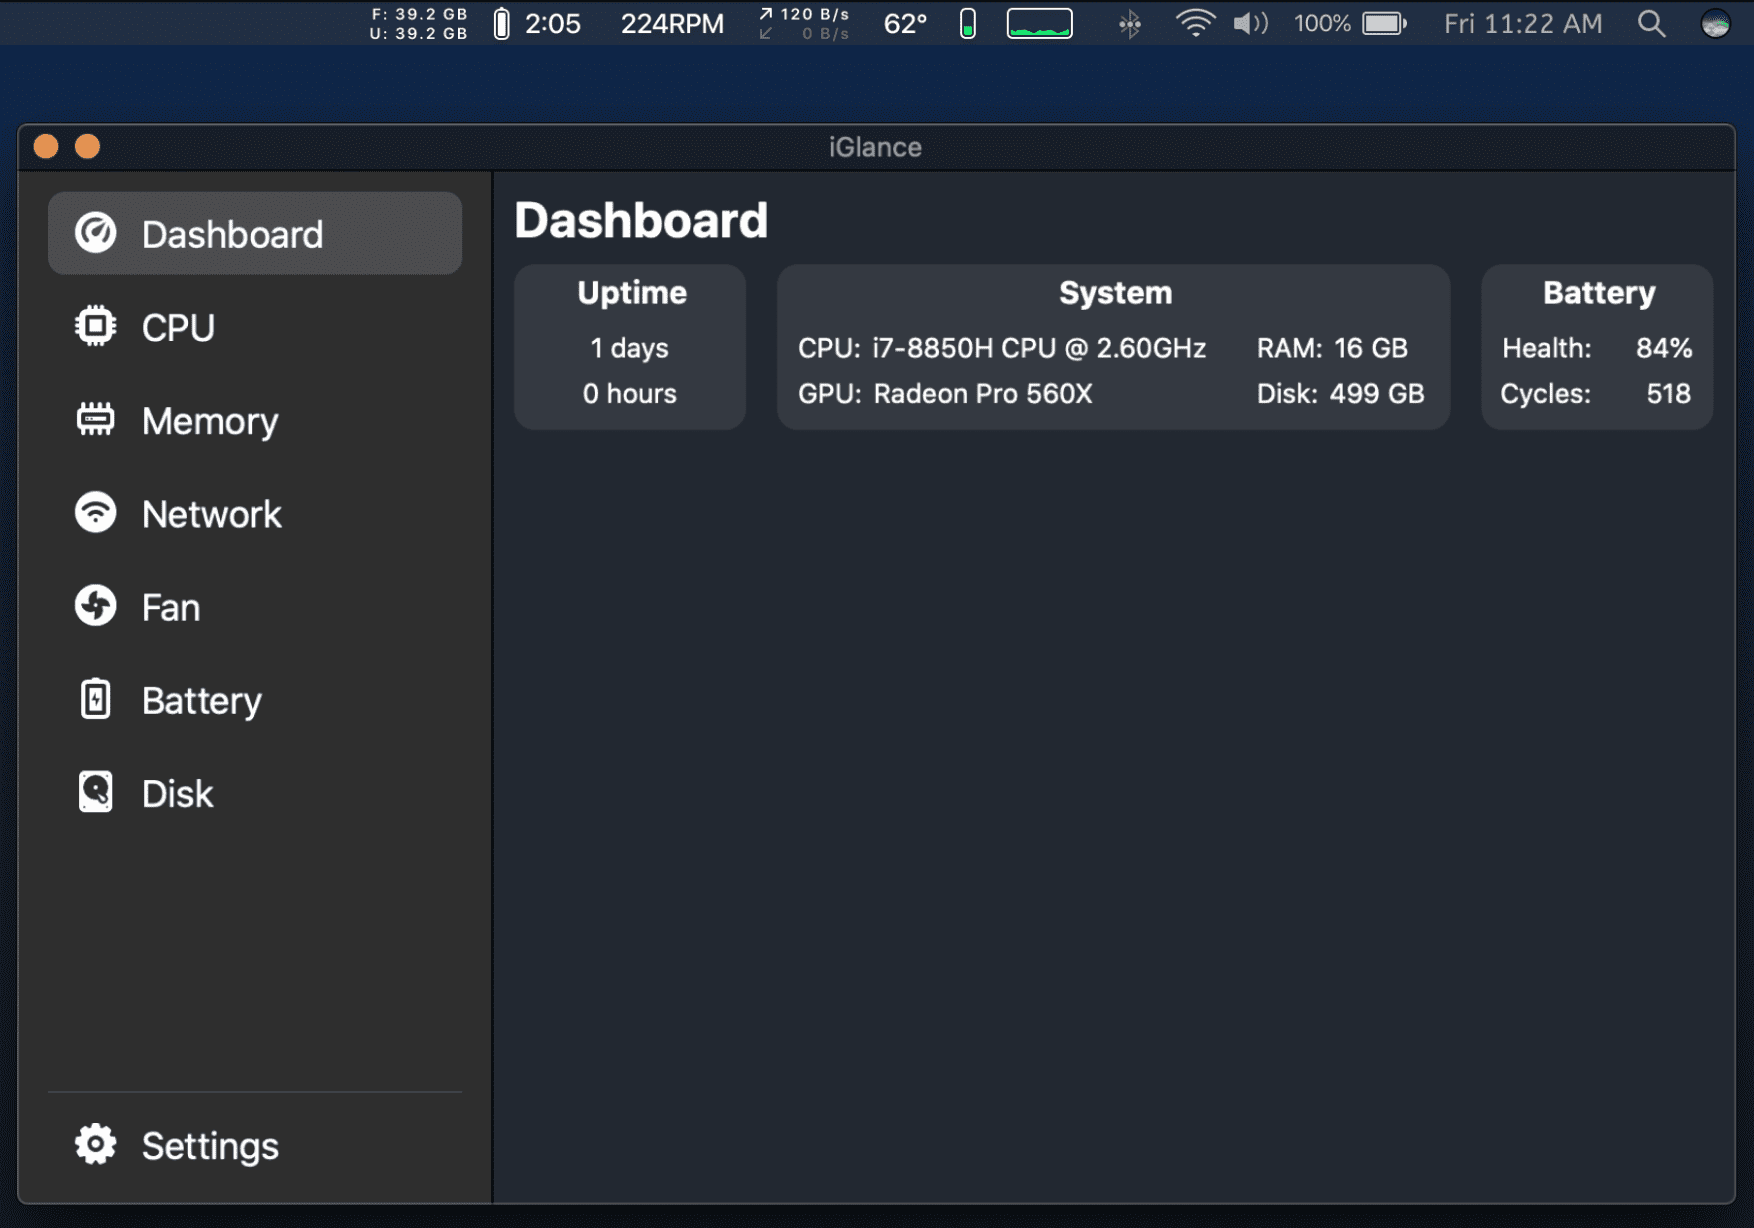 F: 39.2 GB
U: 39.2 GB
2:05
224RPM
120 B/s
0 B/s
62°
100%
Fri 11:22 AM
iGlance
Dashboard
CPU
Memory
Network
Fan
Battery
Disk
Settings
Dashboard
Uptime
1 days
0 hours
System
CPU: i7-8850H CPU @ 2.60GHz
RAM: 16 GB
GPU: Radeon Pro 560X
Disk: 499 GB
Battery
Health: 84%
Cycles: 518